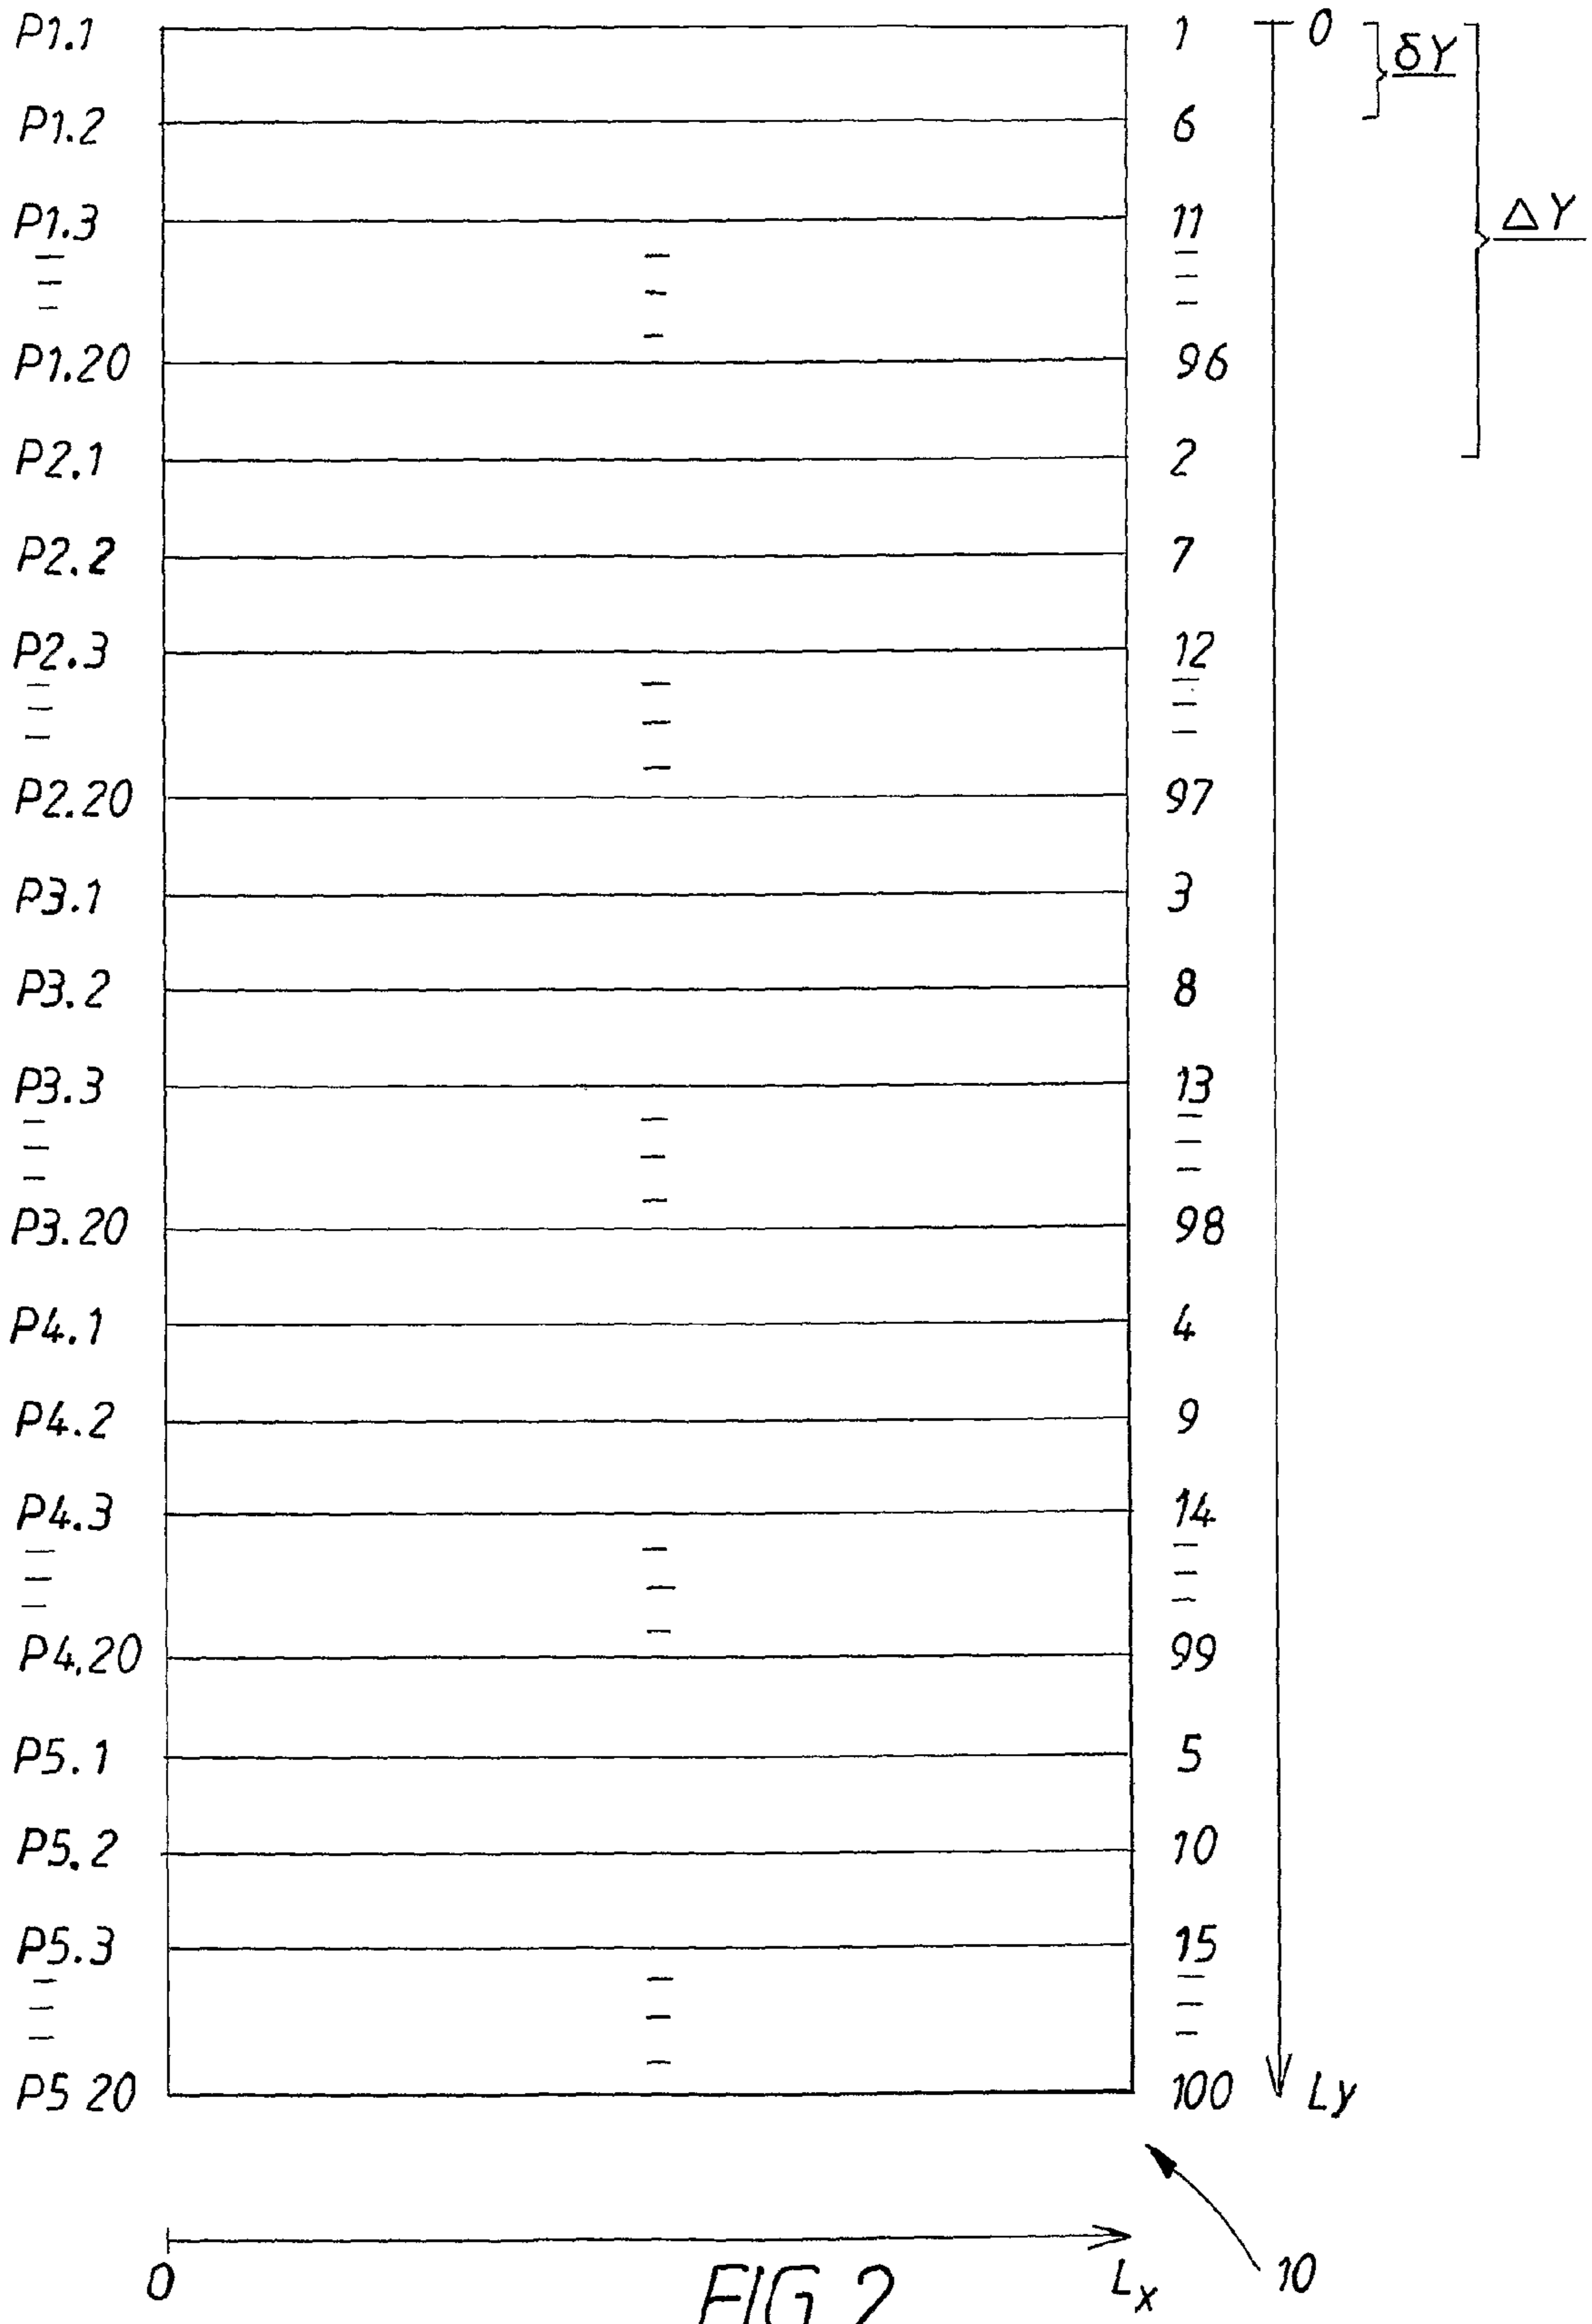 P1.1 1 0 δY
P1.2 6
P1.3 11 ΔY
P1.20 96
P2.1 2
P2.2 7
P2.3 12
P2.20 97
P3.1 3
P3.2 8
P3.3 13
P3.20 98
P4.1 4
P4.2 9
P4.3 14
P4.20 99
P5.1 5
P5.2 10
P5.3 15
P5 20 100 Ly
0 Lx 10
FIG 2